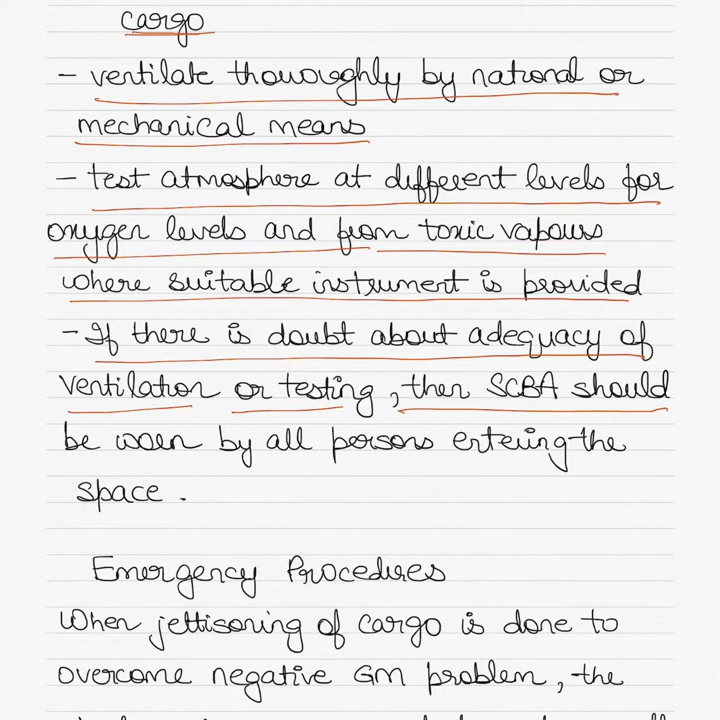 cargo
- ventilate thouroughly by national or
mechanical means
- test atmosphere at different levels for
oxygen levels and from toxic vapours
where suitable instrument is provided
- If there is doubt about adequacy of
ventilation or testing, then SCBA should
be worn by all persons entering the
space.
Emergency Procedures
When jettisoning of cargo is done to
overcome negative GM problem, the